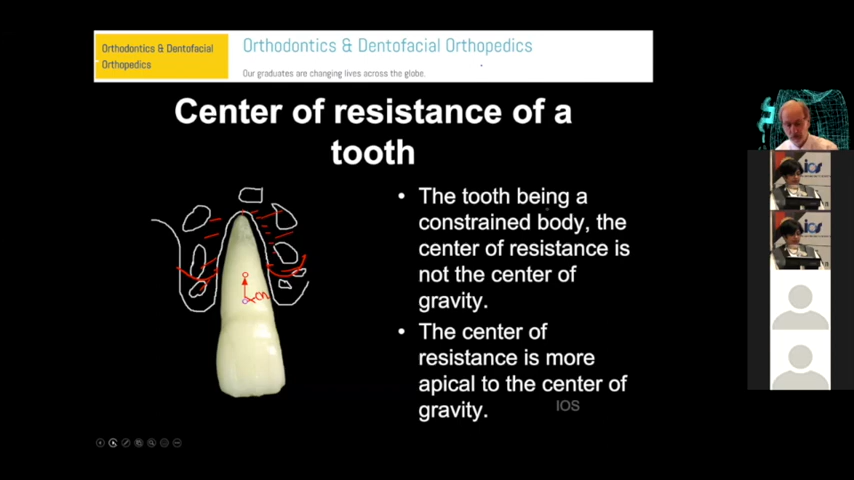 Orthodontics & Dentofacial
Orthopedics
Orthodontics & Dentofacial Orthopedics
Our graduates are changing lives across the globe.
Center of resistance of a
tooth
• The tooth being a
constrained body, the
center of resistance is
not the center of
gravity.
• The center of
resistance is more
apical to the center of
gravity.
IOS
ios
ios